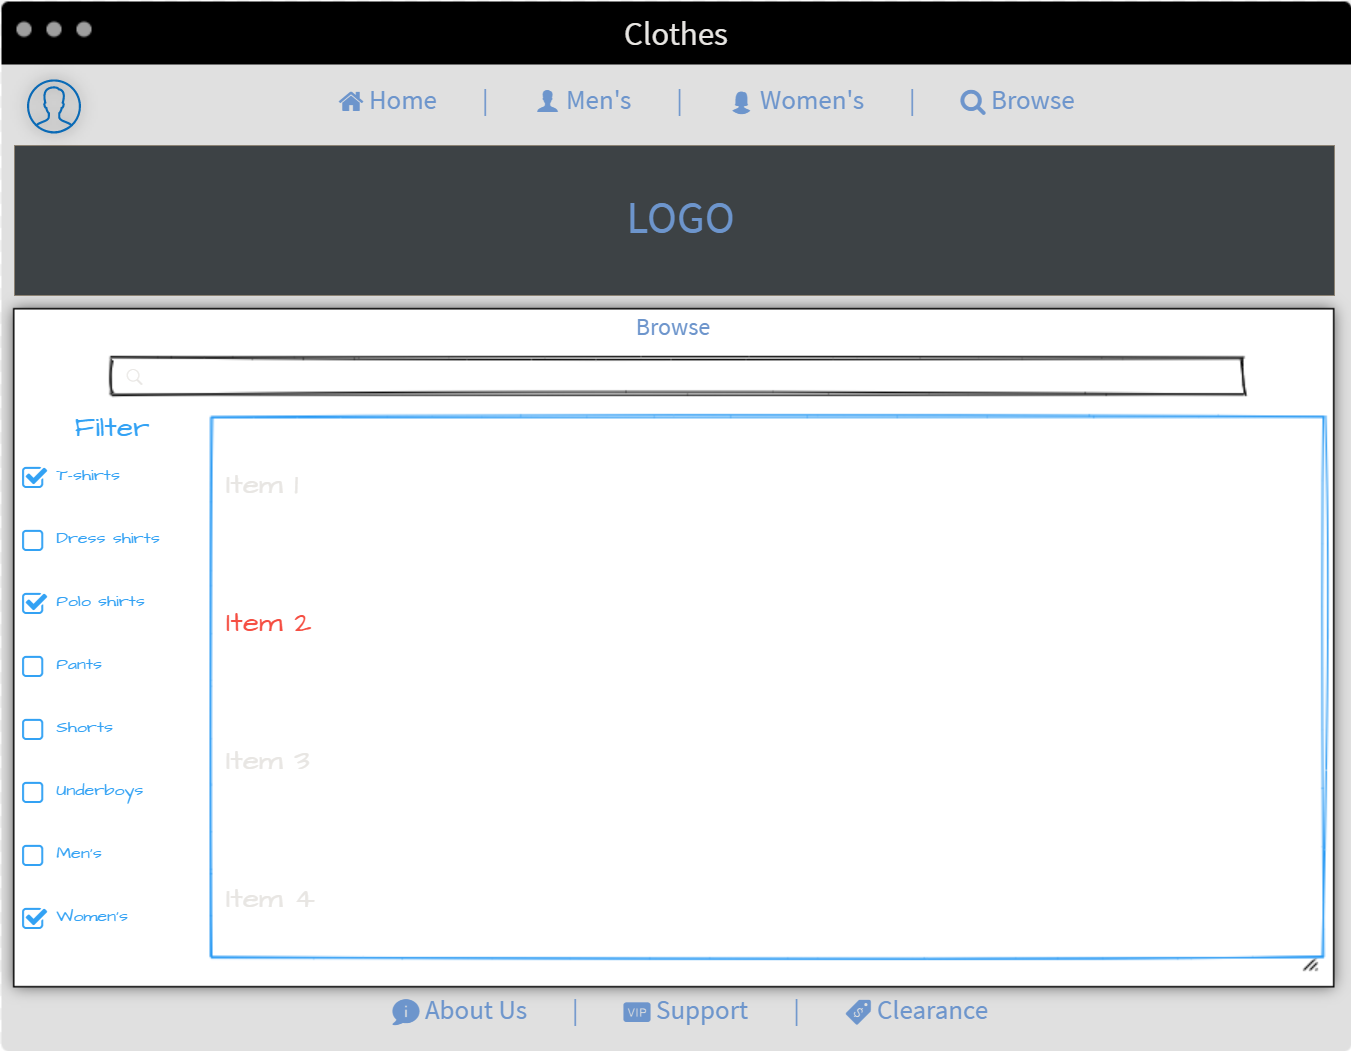 Clothes
Home | Men's | Women's | Browse
LOGO
Browse
Filter
T-shirts
Dress shirts
Polo shirts
Pants
Shorts
Underboys
Men's
Women's
Item 1
Item 2
Item 3
Item 4
i About Us | VIP Support | S Clearance